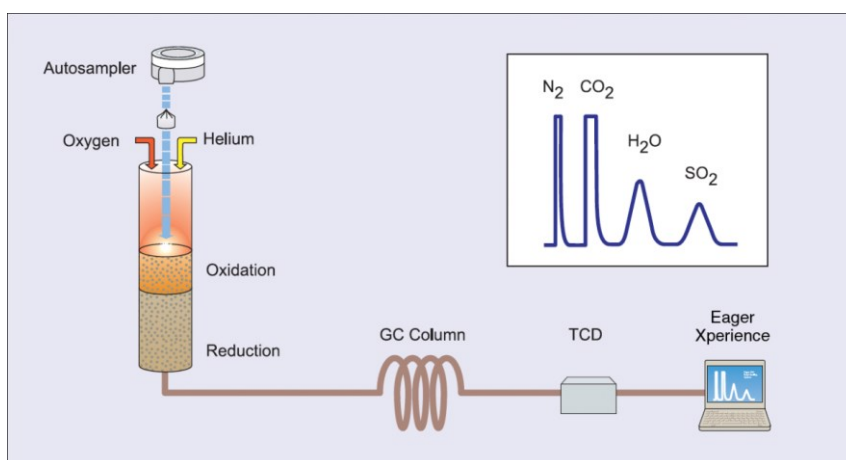 Autosampler
Oxygen
Helium
Oxidation
Reduction
GC Column
TCD
Eager
Xperience
N₂ CO₂
H₂O
SO₂